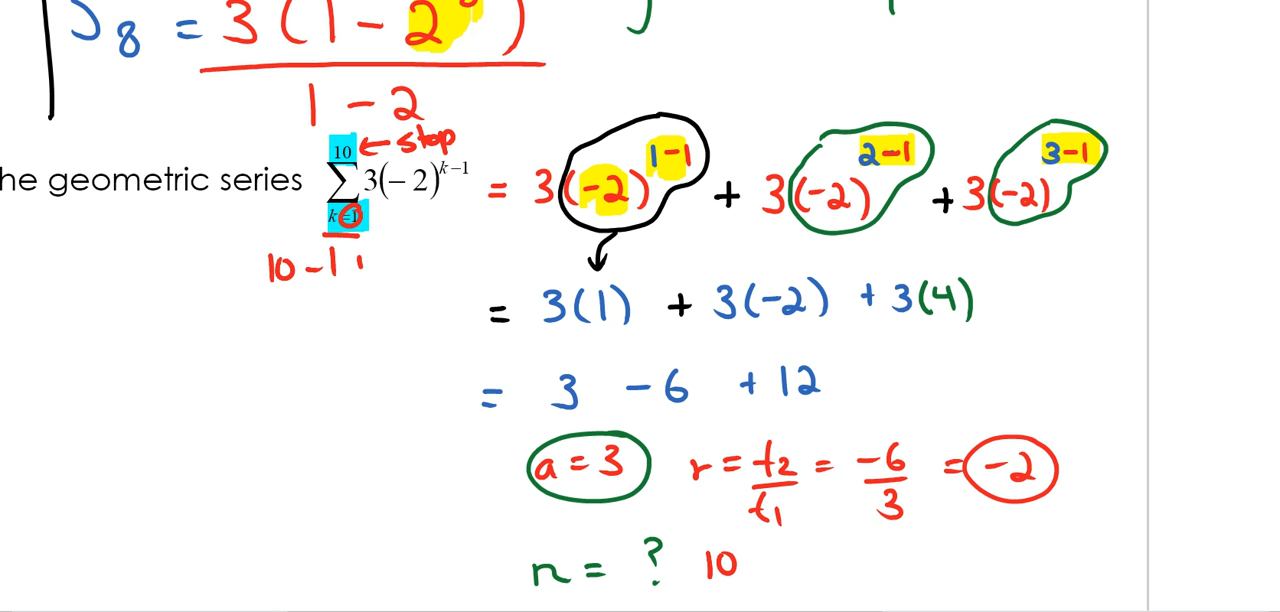 S₈ = 3(1 - 2
1 - 2
10 ← stop
he geometric series ∑ 3(−2)ᵏ⁻¹ = 3(-2)¹⁻¹ + 3(-2)²⁻¹ + 3(-2)³⁻¹
k=1 0
10 - 1
= 3(1) + 3(-2) + 3(4)
= 3 - 6 + 12
a = 3 r = t₂/t₁ = -6/3 = -2
n = ? 10